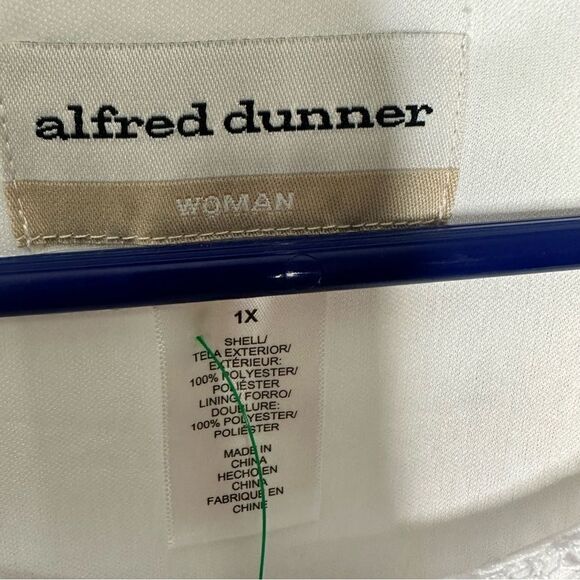 alfred dunner
WOMAN
1X
SHELL/
TELA EXTERIOR/
EXTÉRIEUR:
100% POLYESTER/
POLIÉSTER
LINING/ FORRO/
DOUBLURE:
100% POLYESTER/
POLIÉSTER
MADE IN
CHINA
HECHO EN
CHINA
FABRIQUÉ EN
CHINE